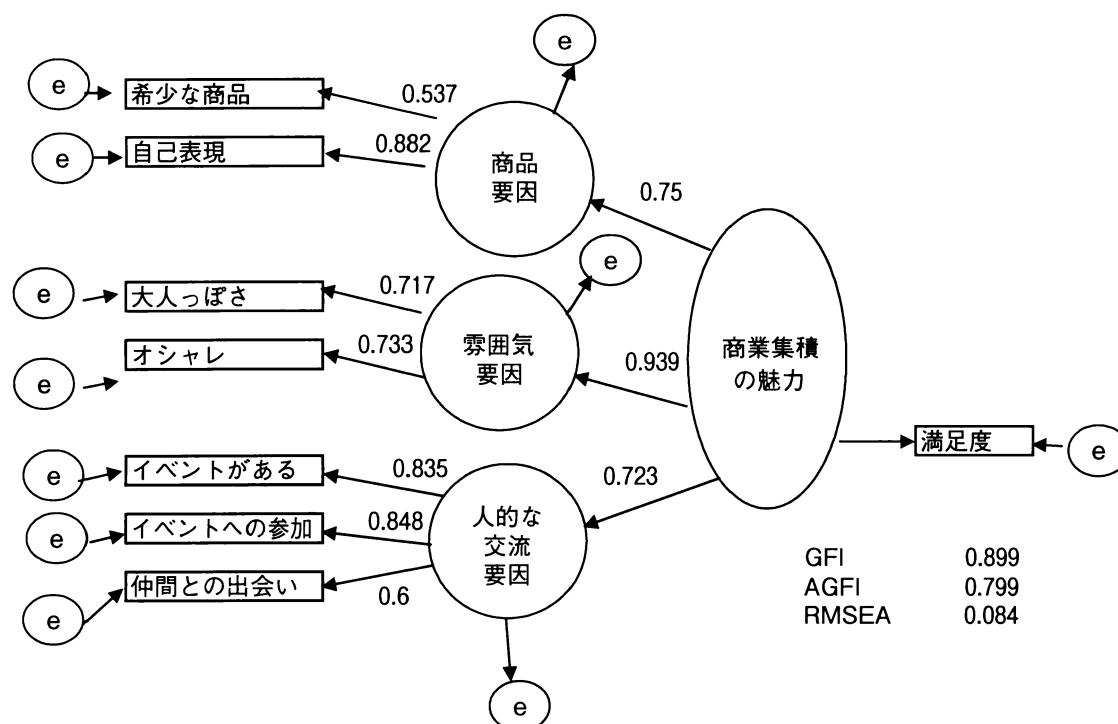 e
e
希少な商品
0.537
e
自己表現
0.882
商品
要因
0.75
e
e
大人っぽさ
0.717
e
オシャレ
0.733
雰囲気
要因
0.939
商業集積
の魅力
満足度
e
e
イベントがある
0.835
0.723
e
イベントへの参加
0.848
人的な
交流
要因
e
仲間との出会い
0.6
e
GFI 0.899
AGFI 0.799
RMSEA 0.084